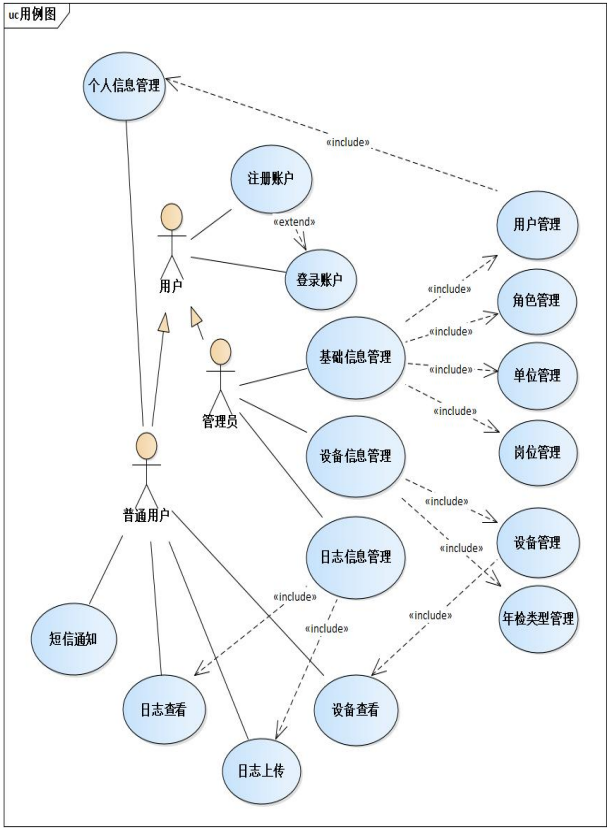 uc用例图
个人信息管理
«include»
注册账户
«extend»
用户管理
用户
登录账户
«include»
角色管理
«include»
基础信息管理
«include»
单位管理
管理员
«include»
岗位管理
设备信息管理
«include»
普通用户
设备管理
«include»
日志信息管理
«include»
年检类型管理
«include»
«include»
短信通知
日志查看
设备查看
日志上传